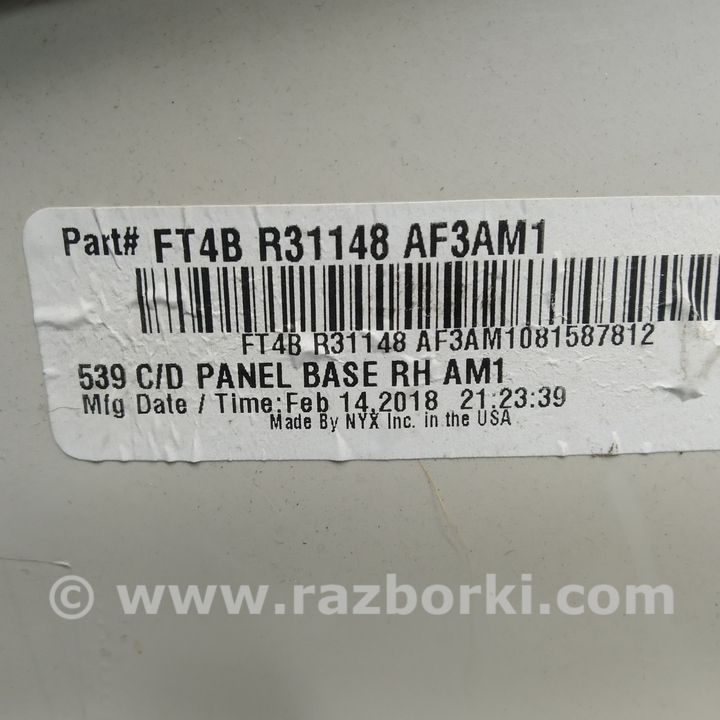 Part# FT4B R31148 AF3AM1
FT4B R31148 AF3AM1081587812
539 C/D PANEL BASE RH AM1
Mfg Date / Time:Feb 14,2018 21:23:39
Made By NYX Inc. in the USA
© www.razborki.com